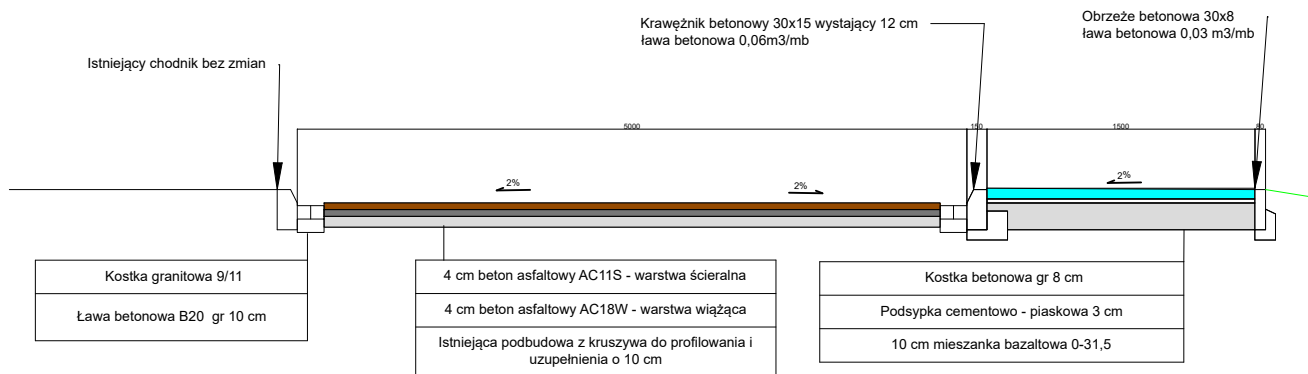 Krawężnik betonowy 30x15 wystający 12 cm
ława betonowa 0,06m3/mb
Obrzeże betonowa 30x8
ława betonowa 0,03 m3/mb
Istniejący chodnik bez zmian
5000
150
1500
80
2%
2%
2%
Kostka granitowa 9/11
Ława betonowa B20 gr 10 cm
4 cm beton asfaltowy AC11S - warstwa ścieralna
4 cm beton asfaltowy AC18W - warstwa wiążąca
Istniejąca podbudowa z kruszywa do profilowania i
uzupełnienia o 10 cm
Kostka betonowa gr 8 cm
Podsypka cementowo - piaskowa 3 cm
10 cm mieszanka bazaltowa 0-31,5